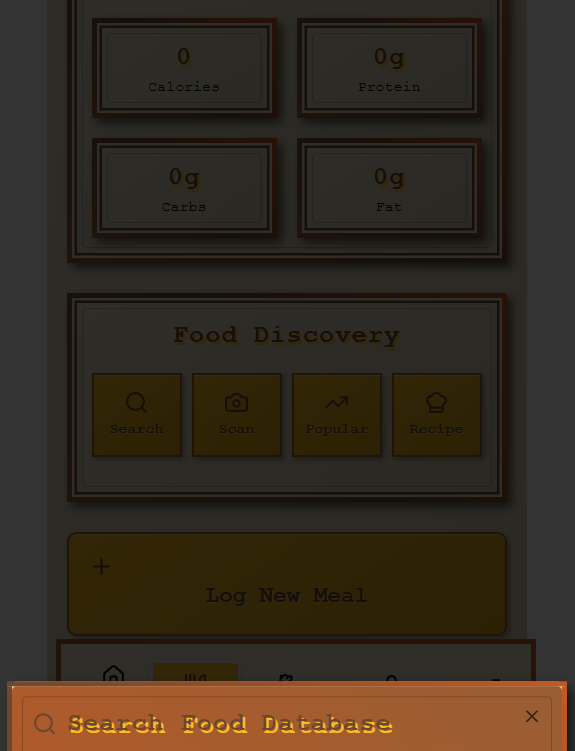 0
Calories
0g
Protein
0g
Carbs
0g
Fat
Food Discovery
Search
Scan
Popular
Recipe
Log New Meal
Search Food Database